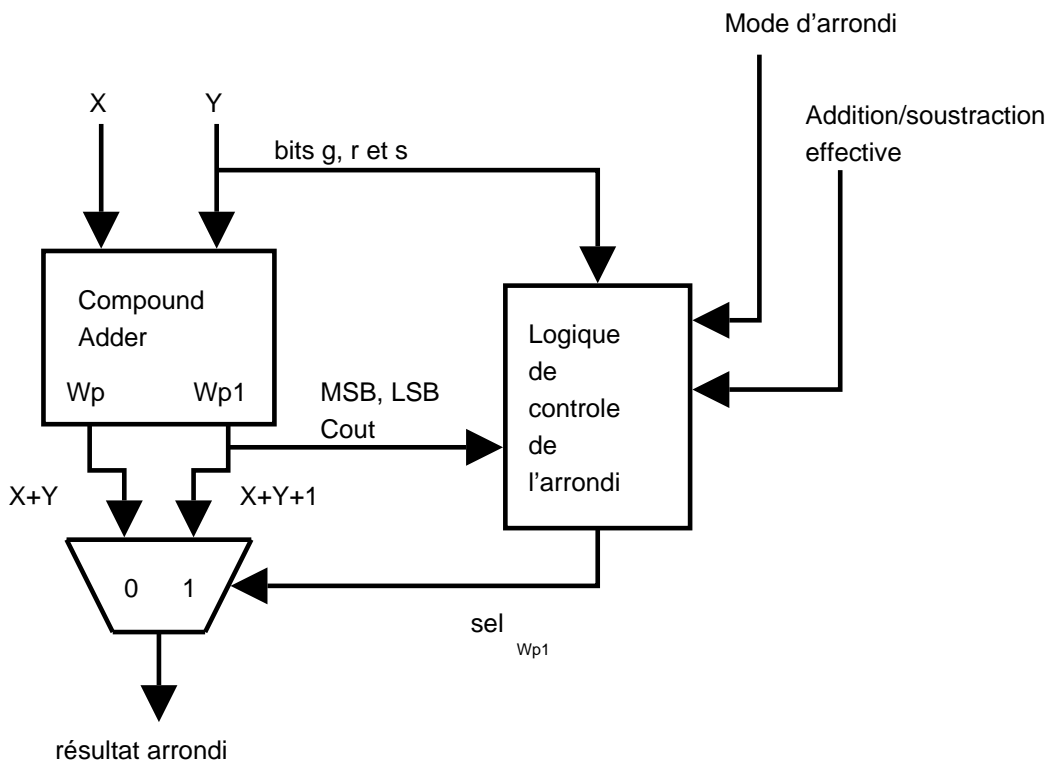 Mode d'arrondi
X
Y
Addition/soustraction
effective
bits g, r et s
Compound
Adder
Wp
Wp1
Logique
de
controle
de
l'arrondi
MSB, LSB
Cout
X+Y
X+Y+1
0
1
sel
Wp1
résultat arrondi